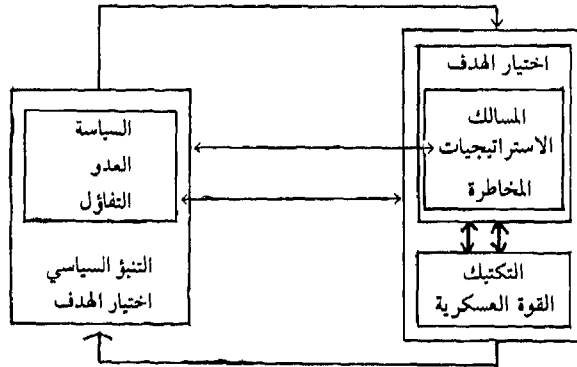 اختيار الهدف
المسالك
الاستراتيجيات
المخاطرة
التكتيك
القوة العسكرية
السياسة
العدو
التفاؤل
التنبؤ السياسي
اختيار الهدف